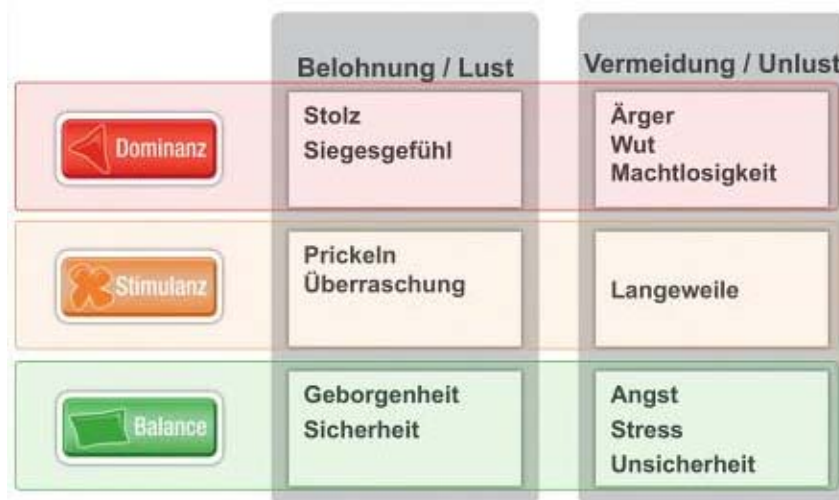 Belohnung / Lust
Vermeidung / Unlust
Dominanz
Stolz
Siegesgefühl
Ärger
Wut
Machtlosigkeit
Stimulanz
Prickeln
Überraschung
Langeweile
Balance
Geborgenheit
Sicherheit
Angst
Stress
Unsicherheit